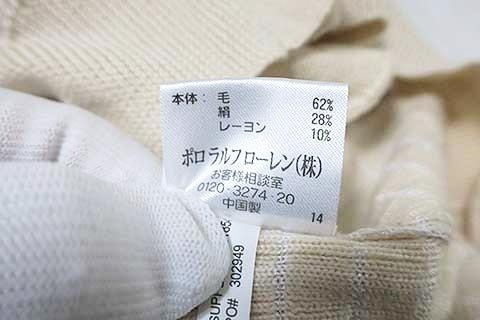 本体: 毛 62%
絹 28%
レーヨン 10%
ポロ ラルフ ローレン(株)
お客様相談室
0120-3274-20
中国製
14
PO# 302949